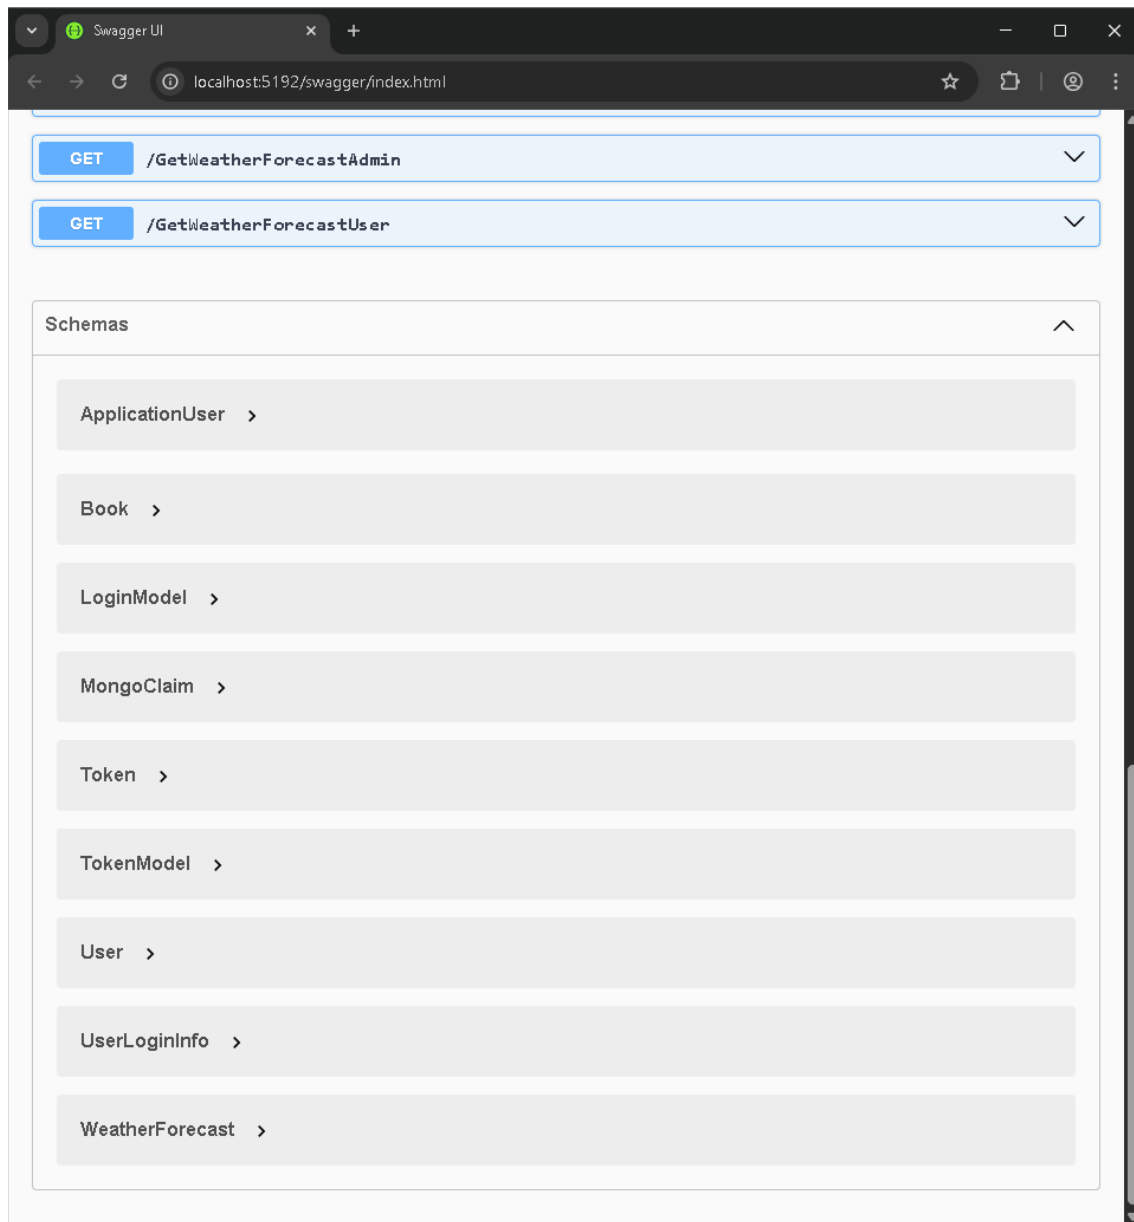 Swagger UI
localhost:5192/swagger/index.html
GET /GetWeatherForecastAdmin
GET /GetWeatherForecastUser
Schemas
ApplicationUser
Book
LoginModel
MongoClaim
Token
TokenModel
User
UserLoginInfo
WeatherForecast